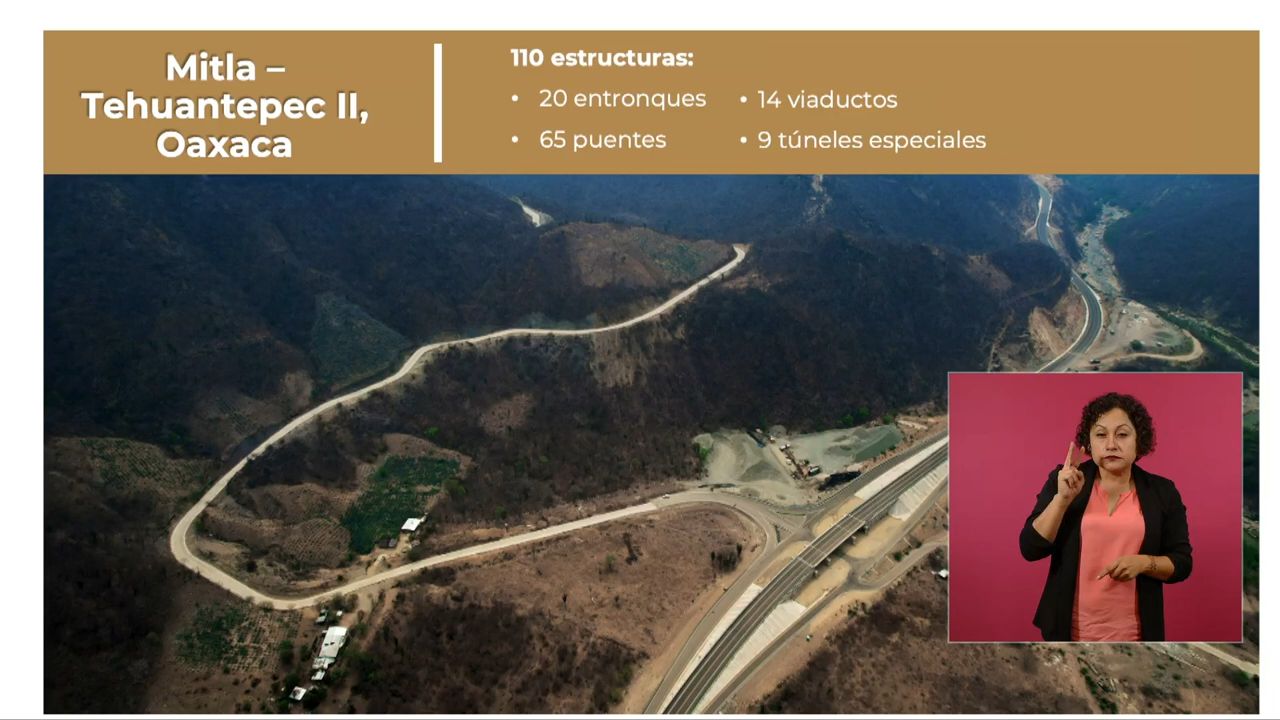 Mitla –
Tehuantepec II,
Oaxaca
110 estructuras:
• 20 entronques
• 65 puentes
• 14 viaductos
• 9 túneles especiales